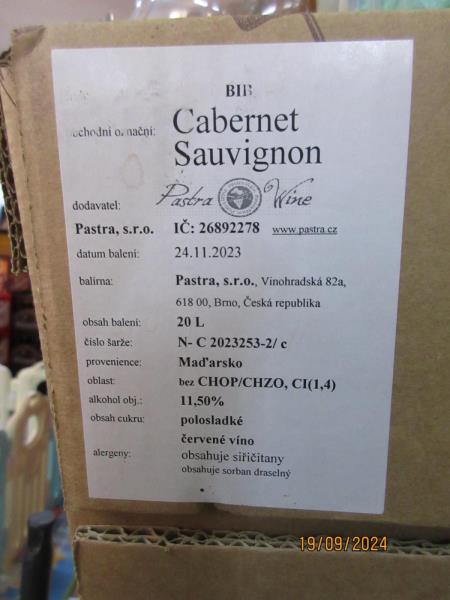 BIB
obchodní označní: Cabernet
Sauvignon
dodavatel: Pastra Wine
Pastra, s.r.o. IČ: 26892278 www.pastra.cz
datum balení: 24.11.2023
balírna: Pastra, s.r.o., Vinohradská 82a,
618 00, Brno, Česká republika
obsah balení: 20 L
číslo šarže: N- C 2023253-2/ c
provenience: Maďarsko
oblast: bez CHOP/CHZO, CI(1,4)
alkohol obj.: 11,50%
obsah cukru: polosladké
červené víno
alergeny: obsahuje siřičitany
obsahuje sorban draselný
19/09/2024